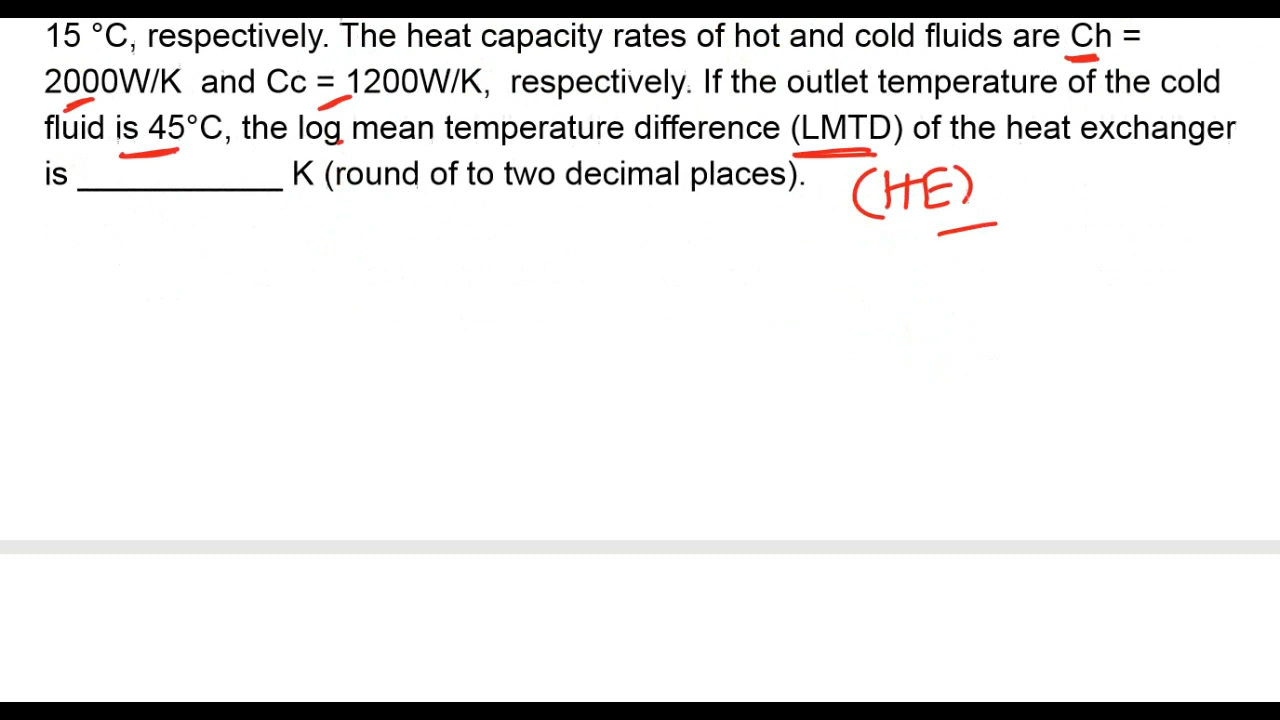 15 °C, respectively. The heat capacity rates of hot and cold fluids are Ch =
2000W/K and Cc = 1200W/K, respectively. If the outlet temperature of the cold
fluid is 45°C, the log mean temperature difference (LMTD) of the heat exchanger
is ____________ K (round of to two decimal places).
(HE)